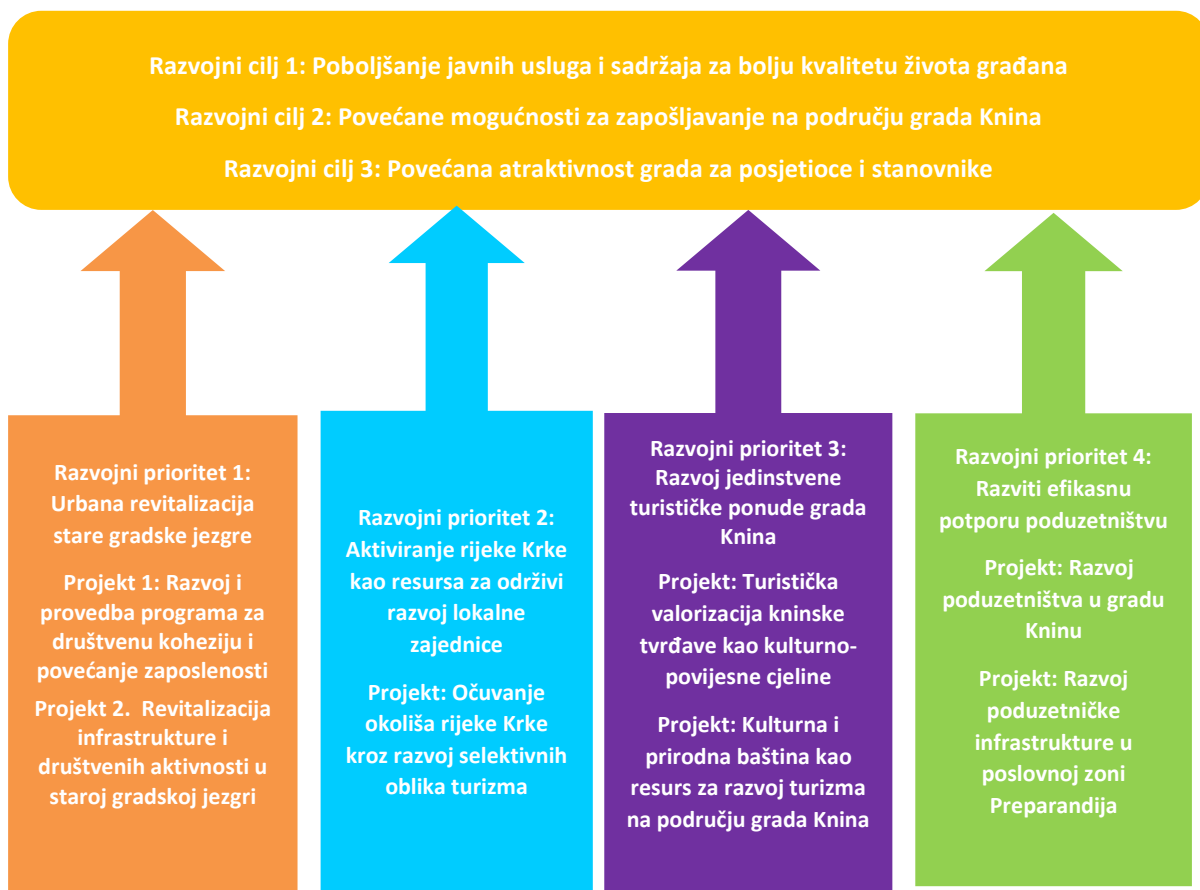 Razvojni cilj 1: Poboljšanje javnih usluga i sadržaja za bolju kvalitetu života građana
Razvojni cilj 2: Povećane mogućnosti za zapošljavanje na području grada Knina
Razvojni cilj 3: Povećana atraktivnost grada za posjetioce i stanovnike
Razvojni prioritet 1:
Urbana revitalizacija
stare gradske jezgre
Projekt 1: Razvoj i
provedba programa za
društvenu koheziju i
povećanje zaposlenosti
Projekt 2.  Revitalizacija
infrastrukture i
društvenih aktivnosti u
staroj gradskoj jezgri
Razvojni prioritet 2:
Aktiviranje rijeke Krke
kao resursa za održivi
razvoj lokalne
zajednice
Projekt: Očuvanje
okoliša rijeke Krke
kroz razvoj selektivnih
oblika turizma
Razvojni prioritet 3:
Razvoj jedinstvene
turističke ponude grada
Knina
Projekt: Turistička
valorizacija kninske
tvrđave kao kulturno-
povijesne cjeline
Projekt: Kulturna i
prirodna baština kao
resurs za razvoj turizma
na području grada Knina
Razvojni prioritet 4:
Razviti efikasnu
potporu poduzetništvu
Projekt: Razvoj
poduzetništva u gradu
Kninu
Projekt: Razvoj
poduzetničke
infrastrukture u
poslovnoj zoni
Preparandija